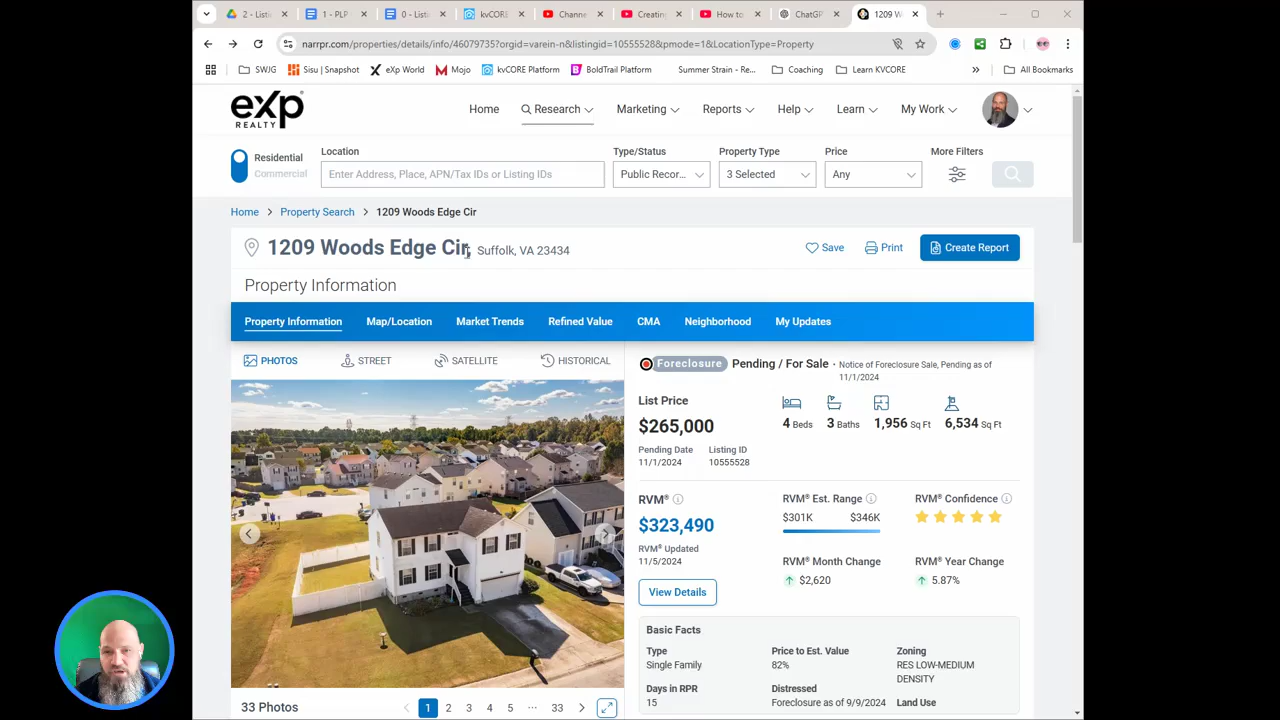 2 - Listi
1 - PLP
0 - Listi
kvCORE
Channe
Creating
How to
ChatGP
1209 W
narrpr.com/properties/details/info/46079735?orgid=varein-n&listingid=10555528&pmode=1&LocationType=Property
SWJG
Sisu | Snapshot
eXp World
Mojo
kvCORE Platform
BoldTrail Platform
Summer Strain - Re...
Coaching
Learn KVCORE
All Bookmarks
eXp REALTY
Home
Research
Marketing
Reports
Help
Learn
My Work
Residential
Commercial
Location
Enter Address, Place, APN/Tax IDs or Listing IDs
Type/Status
Public Recor...
Property Type
3 Selected
Price
Any
More Filters
Home > Property Search > 1209 Woods Edge Cir
1209 Woods Edge Cir, Suffolk, VA 23434
Save
Print
Create Report
Property Information
Property Information
Map/Location
Market Trends
Refined Value
CMA
Neighborhood
My Updates
PHOTOS
STREET
SATELLITE
HISTORICAL
33 Photos
1 2 3 4 5 ... 33
Foreclosure Pending / For Sale • Notice of Foreclosure Sale, Pending as of
11/1/2024
List Price
$265,000
Pending Date
11/1/2024
Listing ID
10555528
4 Beds
3 Baths
1,956 Sq Ft
6,534 Sq Ft
RVM®
$323,490
RVM® Updated
11/5/2024
View Details
RVM® Est. Range
$301K $346K
RVM® Confidence
RVM® Month Change
$2,620
RVM® Year Change
5.87%
Basic Facts
Type
Single Family
Price to Est. Value
82%
Zoning
RES LOW-MEDIUM
DENSITY
Days in RPR
15
Distressed
Foreclosure as of 9/9/2024
Land Use